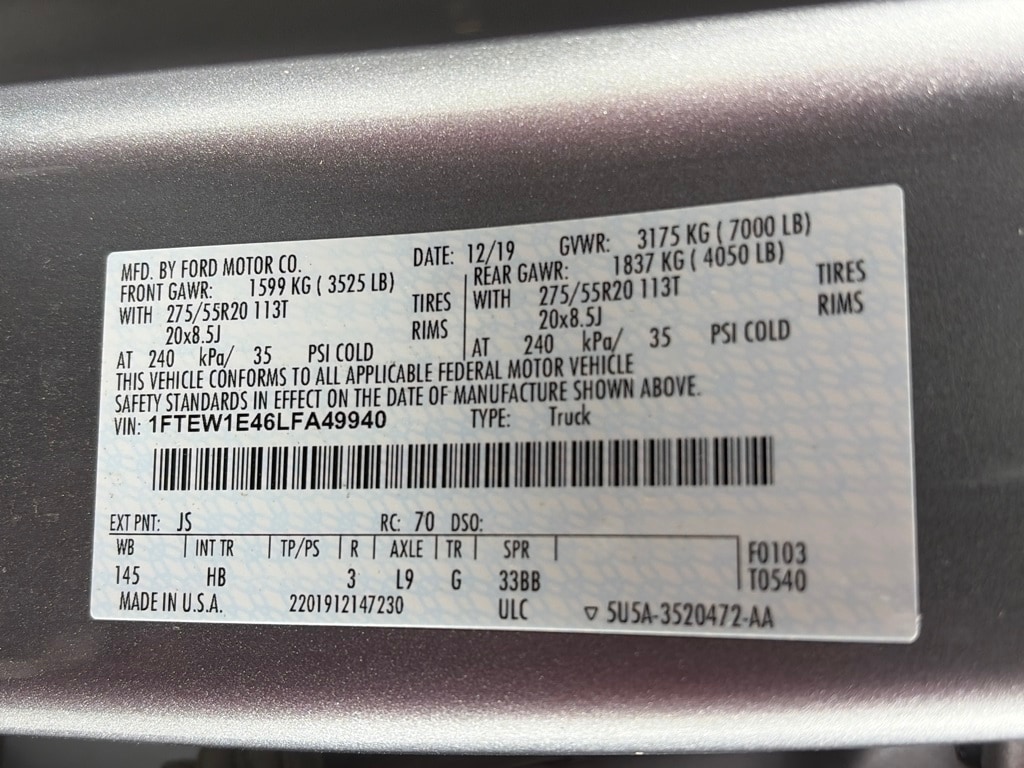 MFD. BY FORD MOTOR CO. DATE: 12/19 GVWR: 3175 KG ( 7000 LB)
FRONT GAWR: 1599 KG ( 3525 LB) REAR GAWR: 1837 KG ( 4050 LB)
WITH 275/55R20 113T TIRES WITH 275/55R20 113T TIRES
20x8.5J RIMS 20x8.5J RIMS
AT 240 kPa/ 35 PSI COLD AT 240 kPa/ 35 PSI COLD
THIS VEHICLE CONFORMS TO ALL APPLICABLE FEDERAL MOTOR VEHICLE
SAFETY STANDARDS IN EFFECT ON THE DATE OF MANUFACTURE SHOWN ABOVE.
VIN: 1FTEW1E46LFA49940 TYPE: Truck
EXT PNT: JS RC: 70 DSO:
WB INT TR TP/PS R AXLE TR SPR F0103
145 HB 3 L9 G 33BB T0540
MADE IN U.S.A. 2201912147230 ULC ▽ 5U5A-3520472-AA